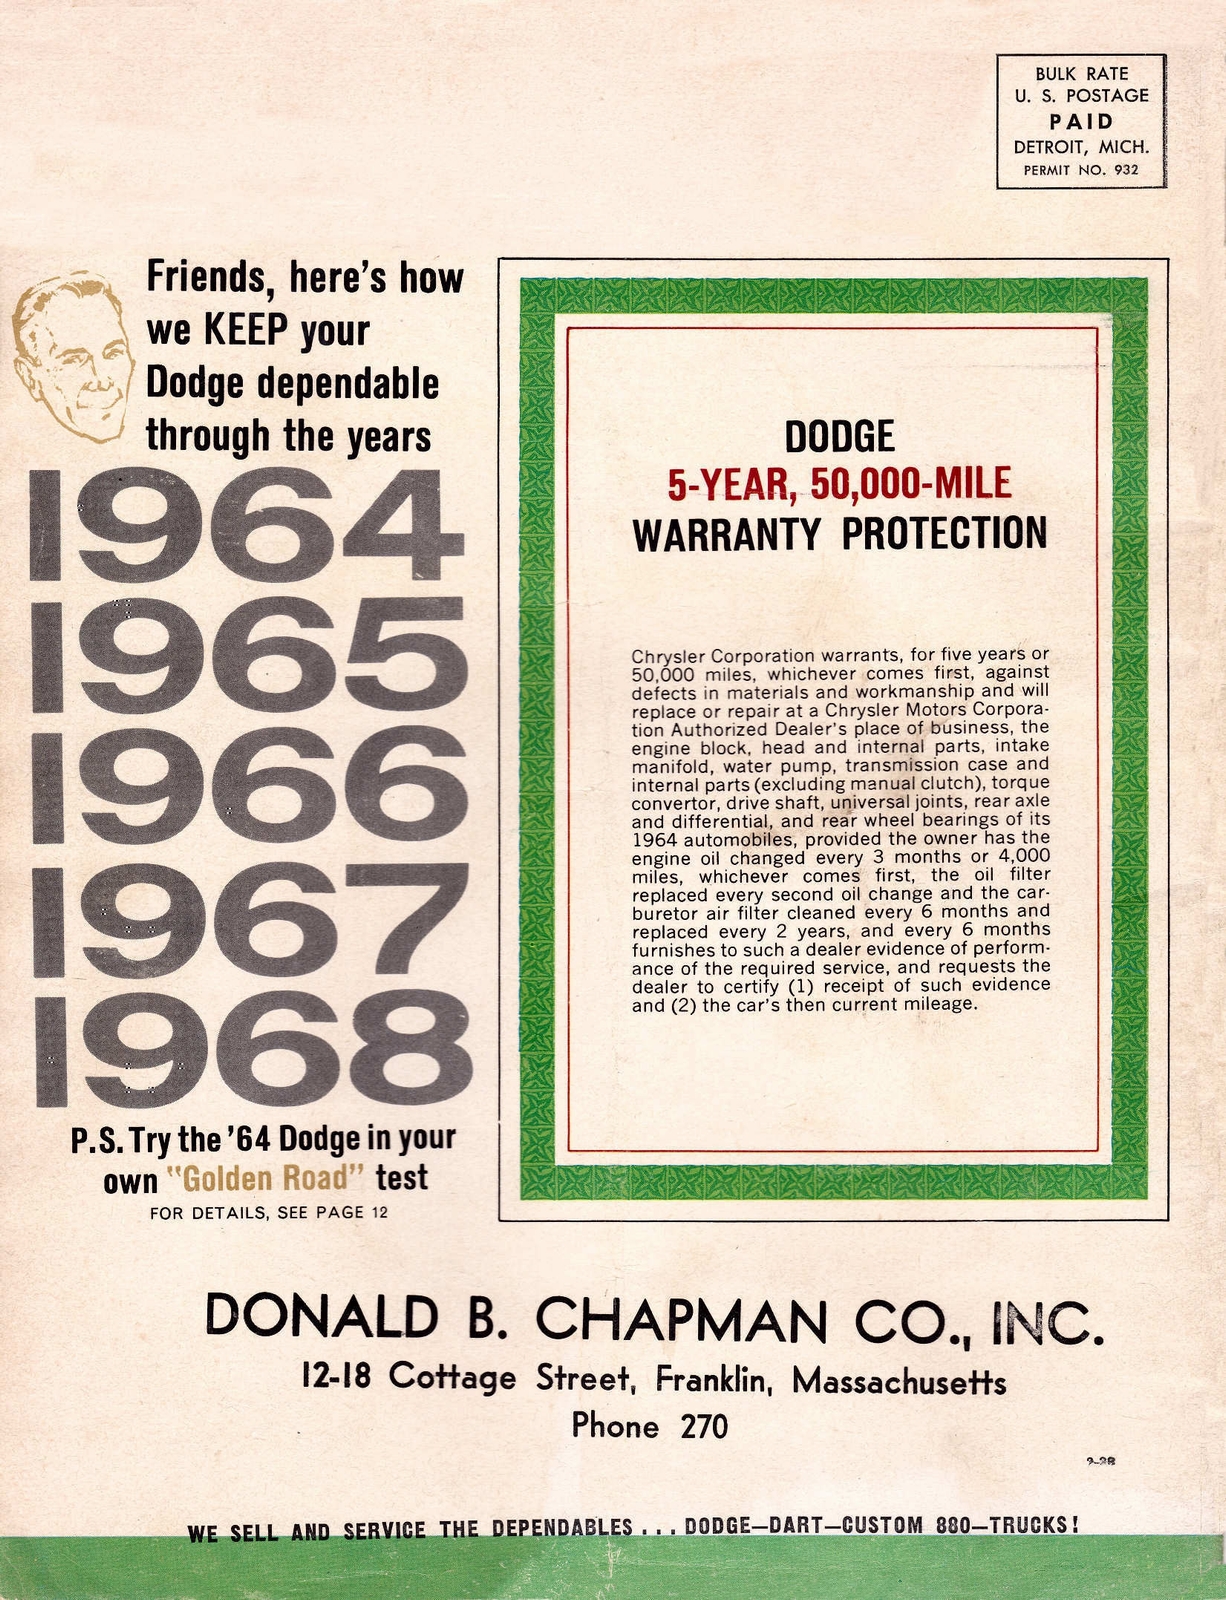 BULK RATE
U. S. POSTAGE
PAID
DETROIT, MICH.
PERMIT NO. 932
Friends, here's how
we KEEP your
Dodge dependable
through the years
1964
1965
1966
1967
1968
P.S. Try the '64 Dodge in your
own "Golden Road" test
FOR DETAILS, SEE PAGE 12
DODGE
5-YEAR, 50,000-MILE
WARRANTY PROTECTION
Chrysler Corporation warrants, for five years or
50,000 miles, whichever comes first, against
defects in materials and workmanship and will
replace or repair at a Chrysler Motors Corpora-
tion Authorized Dealer's place of business, the
engine block, head and internal parts, intake
manifold, water pump, transmission case and
internal parts (excluding manual clutch), torque
convertor, drive shaft, universal joints, rear axle
and differential, and rear wheel bearings of its
1964 automobiles, provided the owner has the
engine oil changed every 3 months or 4,000
miles, whichever comes first, the oil filter
replaced every second oil change and the car-
buretor air filter cleaned every 6 months and
replaced every 2 years, and every 6 months
furnishes to such a dealer evidence of perform-
ance of the required service, and requests the
dealer to certify (1) receipt of such evidence
and (2) the car's then current mileage.
DONALD B. CHAPMAN CO., INC.
12-18 Cottage Street, Franklin, Massachusetts
Phone 270
WE SELL AND SERVICE THE DEPENDABLES . . . DODGE—DART—CUSTOM 880—TRUCKS!